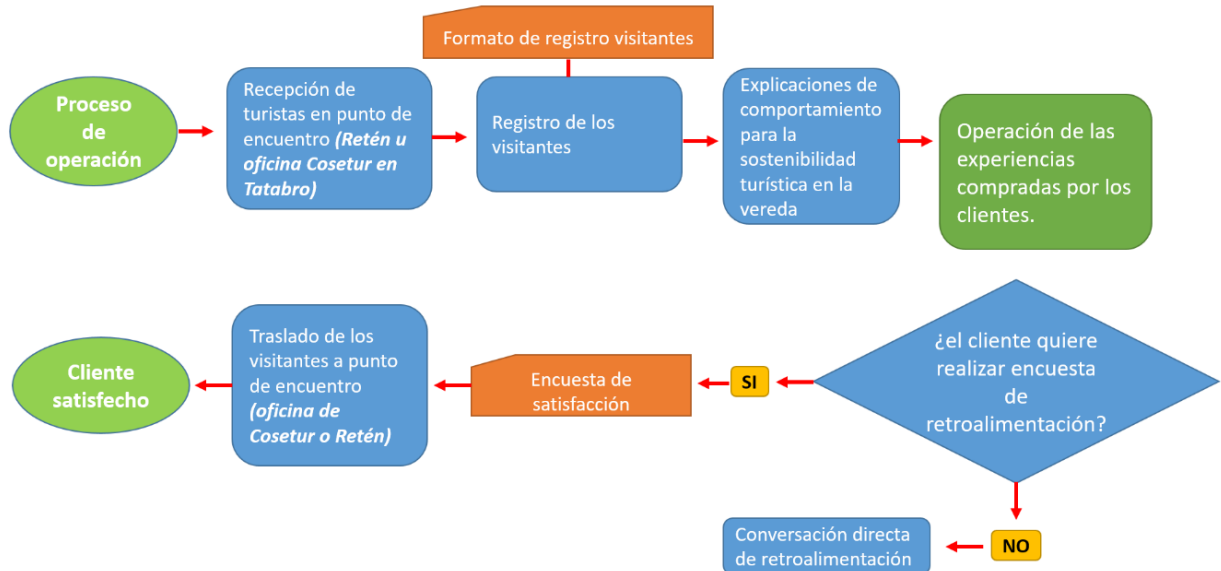 Formato de registro visitantes
Proceso
de
operación
Recepción de
turistas en punto de
encuentro (Retén u
oficina Cosetur en
Tatabro)
Registro de los
visitantes
Explicaciones de
comportamiento
para la
sostenibilidad
turística en la
vereda
Operación de las
experiencias
compradas por los
clientes.
¿el cliente quiere
realizar encuesta
de
retroalimentación?
SI
Encuesta de
satisfacción
Traslado de los
visitantes a punto
de encuentro
(oficina de
Cosetur o Retén)
Cliente
satisfecho
NO
Conversación directa
de retroalimentación